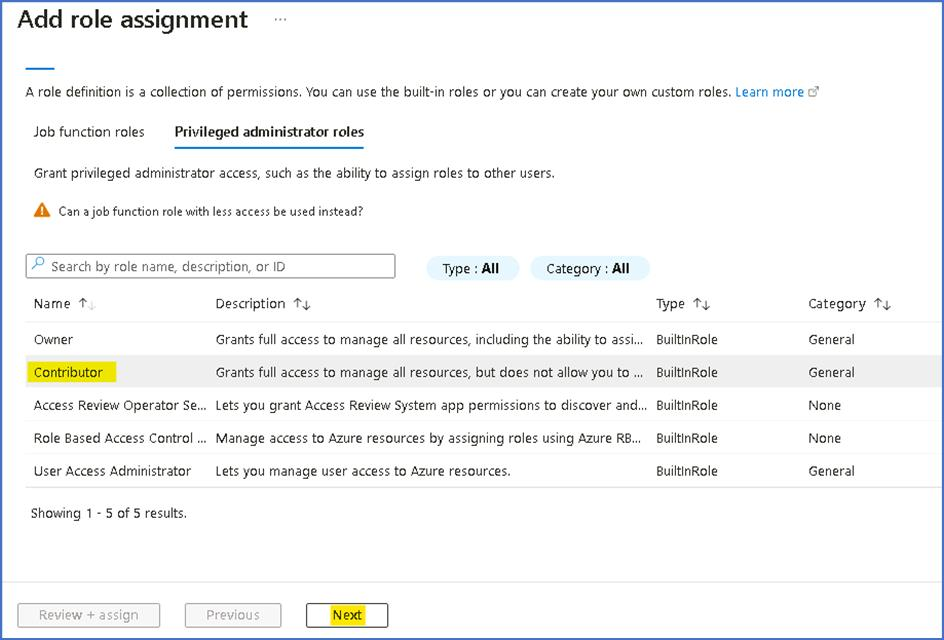 Add role assignment ...
A role definition is a collection of permissions. You can use the built-in roles or you can create your own custom roles. Learn more
Job function roles Privileged administrator roles
Grant privileged administrator access, such as the ability to assign roles to other users.
Can a job function role with less access be used instead?
Search by role name, description, or ID Type : All Category : All
Name ↑↓ Description ↑↓ Type ↑↓ Category ↑↓
Owner Grants full access to manage all resources, including the ability to assi... BuiltInRole General
Contributor Grants full access to manage all resources, but does not allow you to ... BuiltInRole General
Access Review Operator Se... Lets you grant Access Review System app permissions to discover and... BuiltInRole None
Role Based Access Control ... Manage access to Azure resources by assigning roles using Azure RB... BuiltInRole None
User Access Administrator Lets you manage user access to Azure resources. BuiltInRole General
Showing 1 - 5 of 5 results.
Review + assign Previous Next